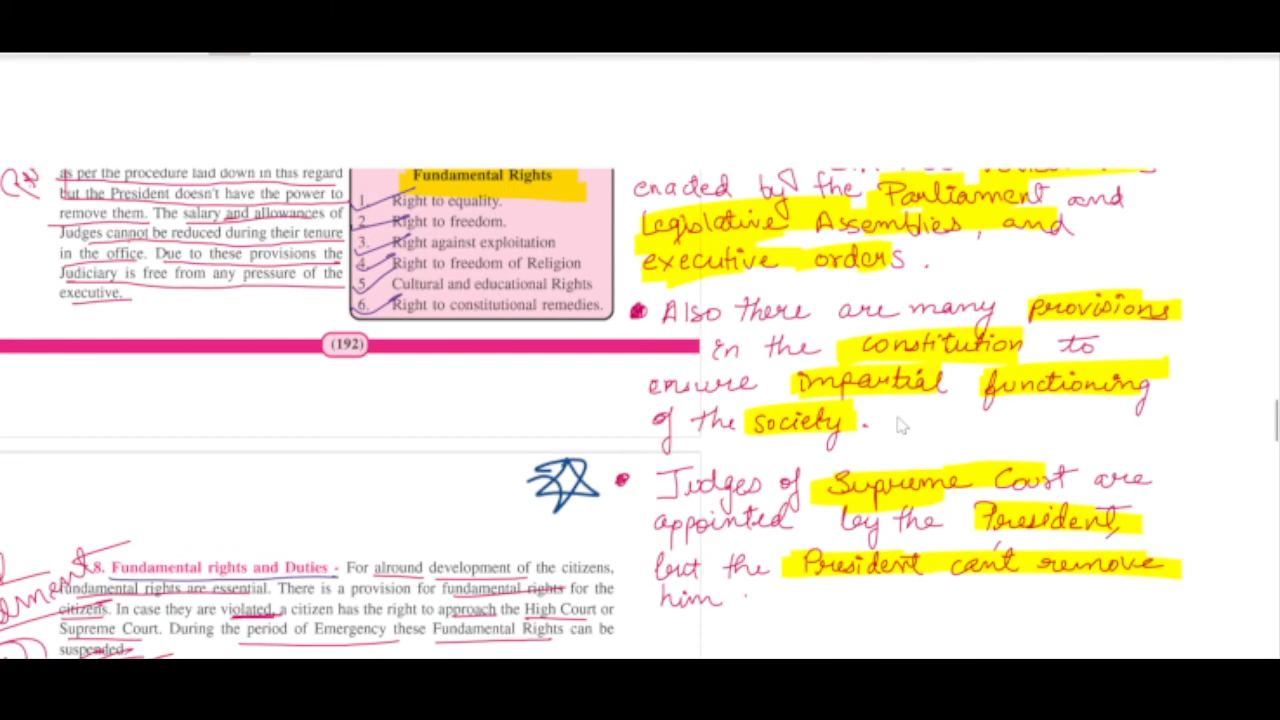 as per the procedure laid down in this regard
but the President doesn't have the power to
remove them. The salary and allowances of
Judges cannot be reduced during their tenure
in the office. Due to these provisions the
Judiciary is free from any pressure of the
executive.
Fundamental Rights
1. Right to equality.
2. Right to freedom.
3. Right against exploitation
4. Right to freedom of Religion
5. Cultural and educational Rights
6. Right to constitutional remedies.
(192)
enacted by the Parliament and
Legislative Assemblies, and
executive orders.
• Also there are many provisions
in the constitution to
ensure impartial functioning
of the society.
• Judges of Supreme Court are
appointed by the President,
but the President can't remove
him.
8. Fundamental rights and Duties - For alround development of the citizens,
fundamental rights are essential. There is a provision for fundamental rights for the
citizens. In case they are violated, a citizen has the right to approach the High Court or
Supreme Court. During the period of Emergency these Fundamental Rights can be
suspended.